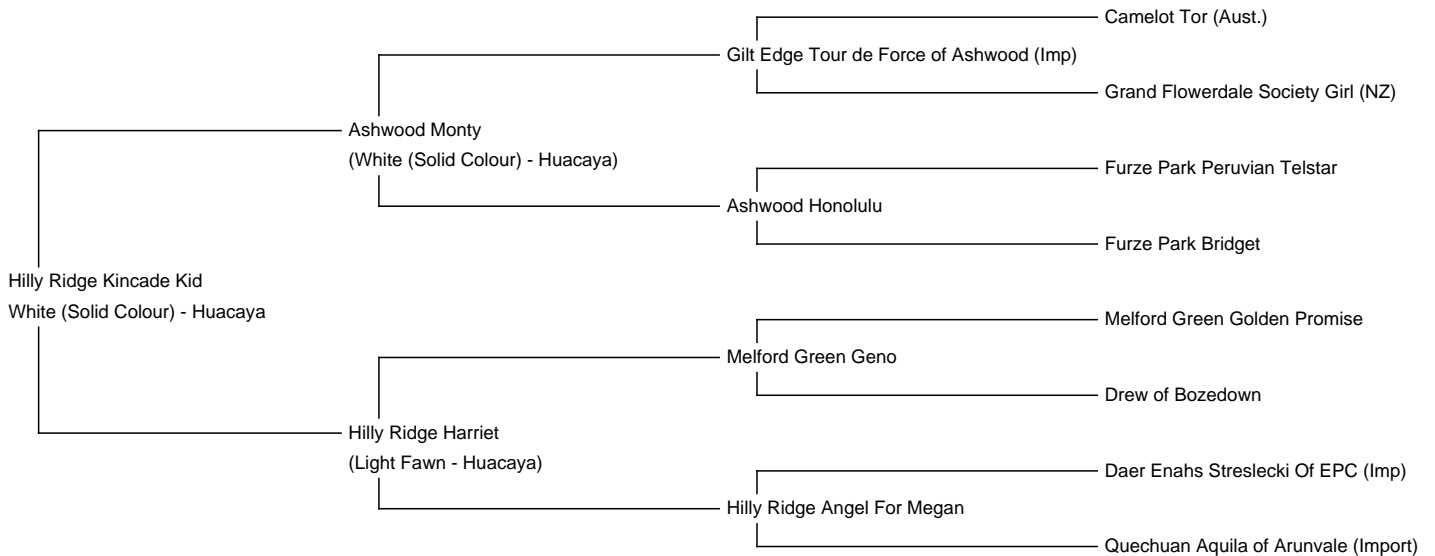 Camelot Tor (Aust.)
Gilt Edge Tour de Force of Ashwood (Imp)
Grand Flowerdale Society Girl (NZ)
Ashwood Monty
(White (Solid Colour) - Huacaya)
Furze Park Peruvian Telstar
Ashwood Honolulu
Furze Park Bridget
Hilly Ridge Kincade Kid
White (Solid Colour) - Huacaya
Melford Green Golden Promise
Melford Green Geno
Drew of Bozedown
Hilly Ridge Harriet
(Light Fawn - Huacaya)
Daer Enahs Streslecki Of EPC (Imp)
Hilly Ridge Angel For Megan
Quechuan Aquila of Arunvale (Import)